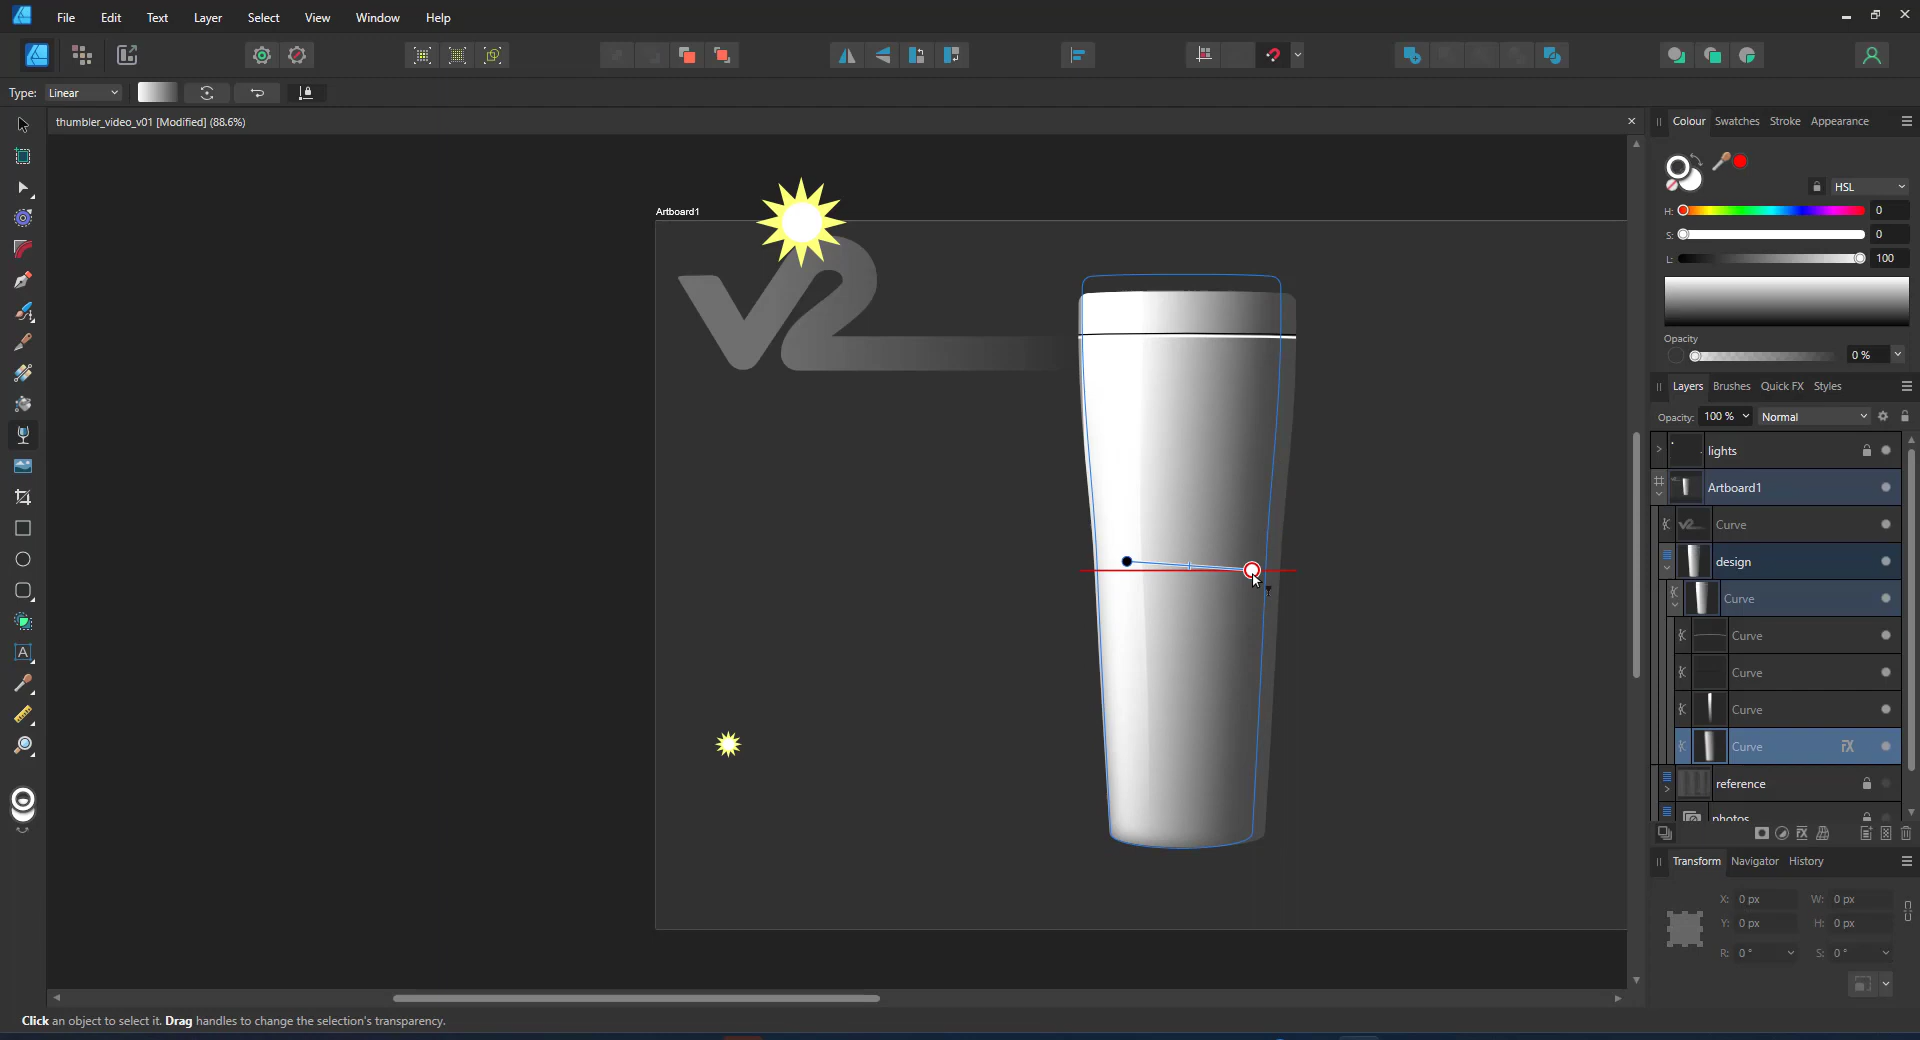 File Edit Text Layer Select View Window Help
Type: Linear
thumbler_video_v01 [Modified] (88.6%)
Artboard1
V2
Colour Swatches Stroke Appearance
HSL
H: 0
S: 0
L: 100
Opacity
0 %
Layers Brushes Quick FX Styles
Opacity: 100 % Normal
lights
Artboard1
Curve
design
Curve
Curve
Curve
Curve
Curve
reference
photos
Transform Navigator History
X: 0 px W: 0 px
Y: 0 px H: 0 px
R: 0 ° S: 0 °
Click an object to select it. Drag handles to change the selection's transparency.